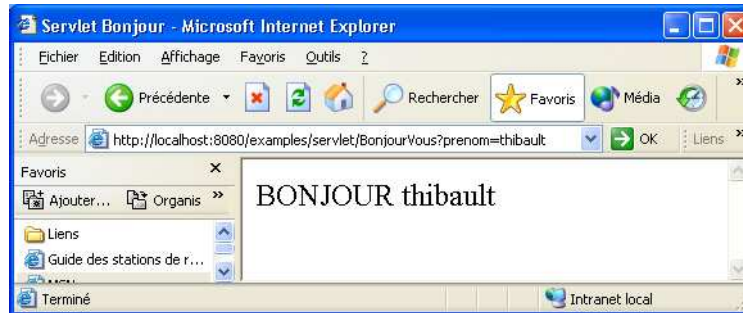 Servlet Bonjour - Microsoft Internet Explorer
Fichier Edition Affichage Favoris Outils ?
Précédente Rechercher Favoris Média »
Adresse http://localhost:8080/examples/servlet/BonjourVous?prenom=thibault OK Liens »
Favoris ×
Ajouter... Organis »
BONJOUR thibault
Liens
Guide des stations de r...
MSN
Terminé Intranet local